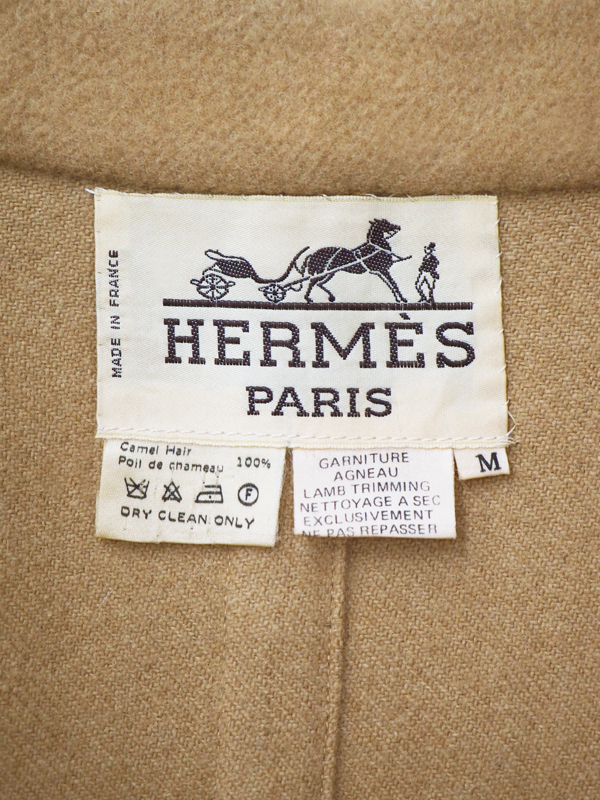 MADE IN FRANCE
HERMÈS
PARIS
Camel Hair
Poil de chameau 100%
F
DRY CLEAN ONLY
GARNITURE
AGNEAU
LAMB TRIMMING
NETTOYAGE A SEC
EXCLUSIVEMENT
NE PAS REPASSER
M